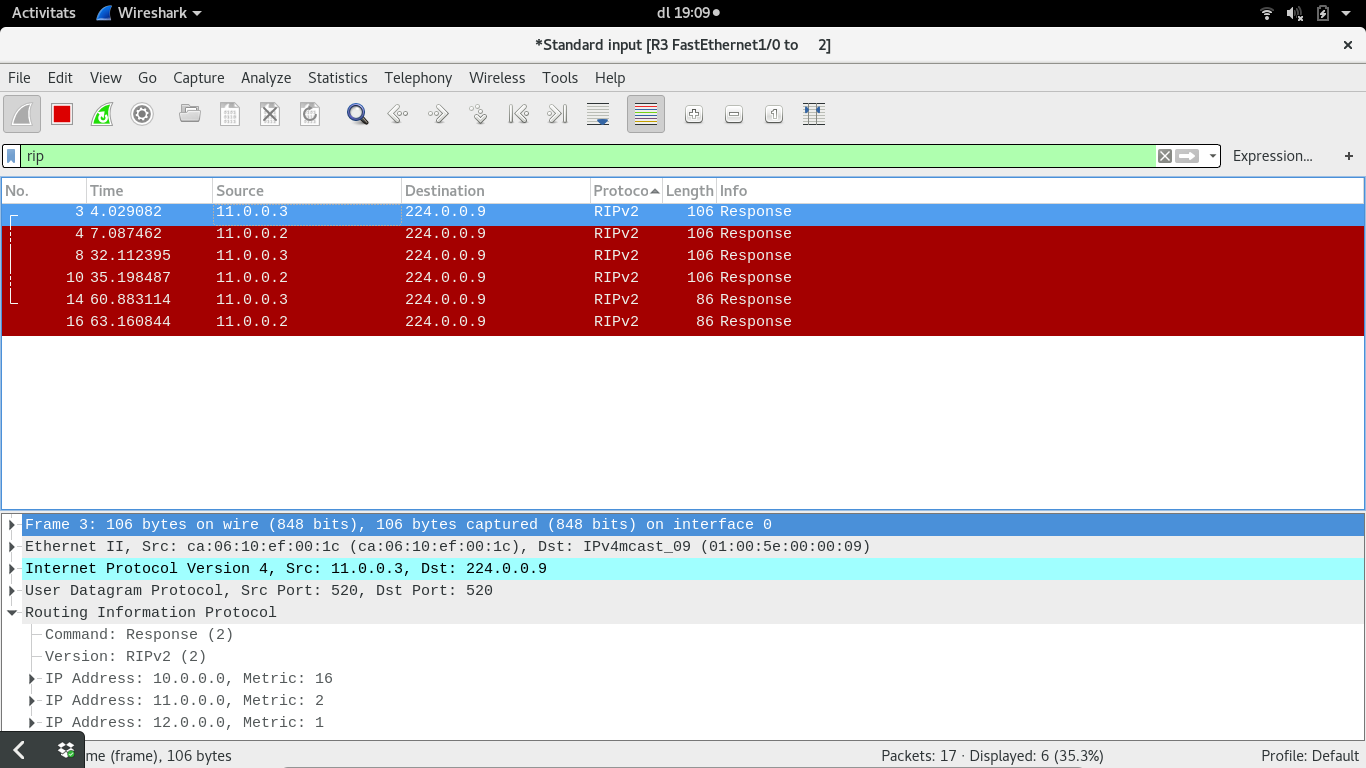 Activitats Wireshark dl 19:09
*Standard input [R3 FastEthernet1/0 to 2]
File Edit View Go Capture Analyze Statistics Telephony Wireless Tools Help
rip Expression... +
No. Time Source Destination Protoco Length Info
3 4.029082 11.0.0.3 224.0.0.9 RIPv2 106 Response
4 7.087462 11.0.0.2 224.0.0.9 RIPv2 106 Response
8 32.112395 11.0.0.3 224.0.0.9 RIPv2 106 Response
10 35.198487 11.0.0.2 224.0.0.9 RIPv2 106 Response
14 60.883114 11.0.0.3 224.0.0.9 RIPv2 86 Response
16 63.160844 11.0.0.2 224.0.0.9 RIPv2 86 Response
Frame 3: 106 bytes on wire (848 bits), 106 bytes captured (848 bits) on interface 0
Ethernet II, Src: ca:06:10:ef:00:1c (ca:06:10:ef:00:1c), Dst: IPv4mcast_09 (01:00:5e:00:00:09)
Internet Protocol Version 4, Src: 11.0.0.3, Dst: 224.0.0.9
User Datagram Protocol, Src Port: 520, Dst Port: 520
Routing Information Protocol
Command: Response (2)
Version: RIPv2 (2)
IP Address: 10.0.0.0, Metric: 16
IP Address: 11.0.0.0, Metric: 2
IP Address: 12.0.0.0, Metric: 1
me (frame), 106 bytes Packets: 17 · Displayed: 6 (35.3%) Profile: Default